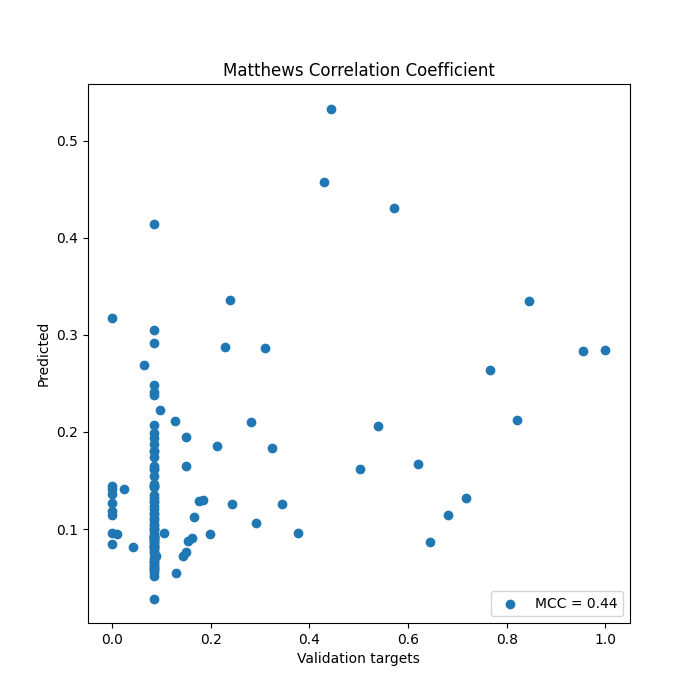 Matthews Correlation Coefficient
0.5
0.4
0.3
0.2
0.1
Predicted
0.0 0.2 0.4 0.6 0.8 1.0
Validation targets
MCC = 0.44